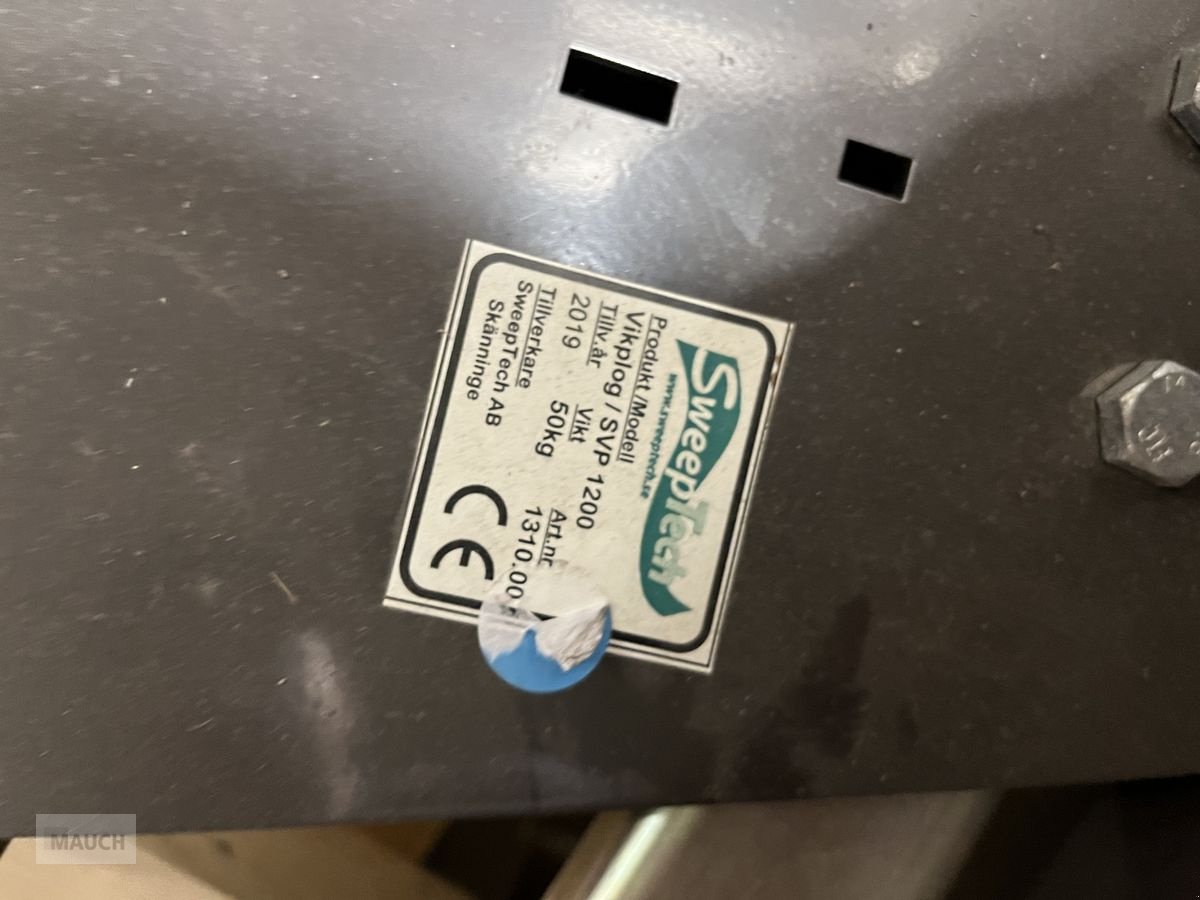 SweepTech
www.sweeptech.se
Produkt/Modell
Vikplog / SVP 1200
Tillv.år Vikt Art.nr
2019 50kg 1310.00
Tillverkare
SweepTech AB
Skänninge
CE
MAUCH